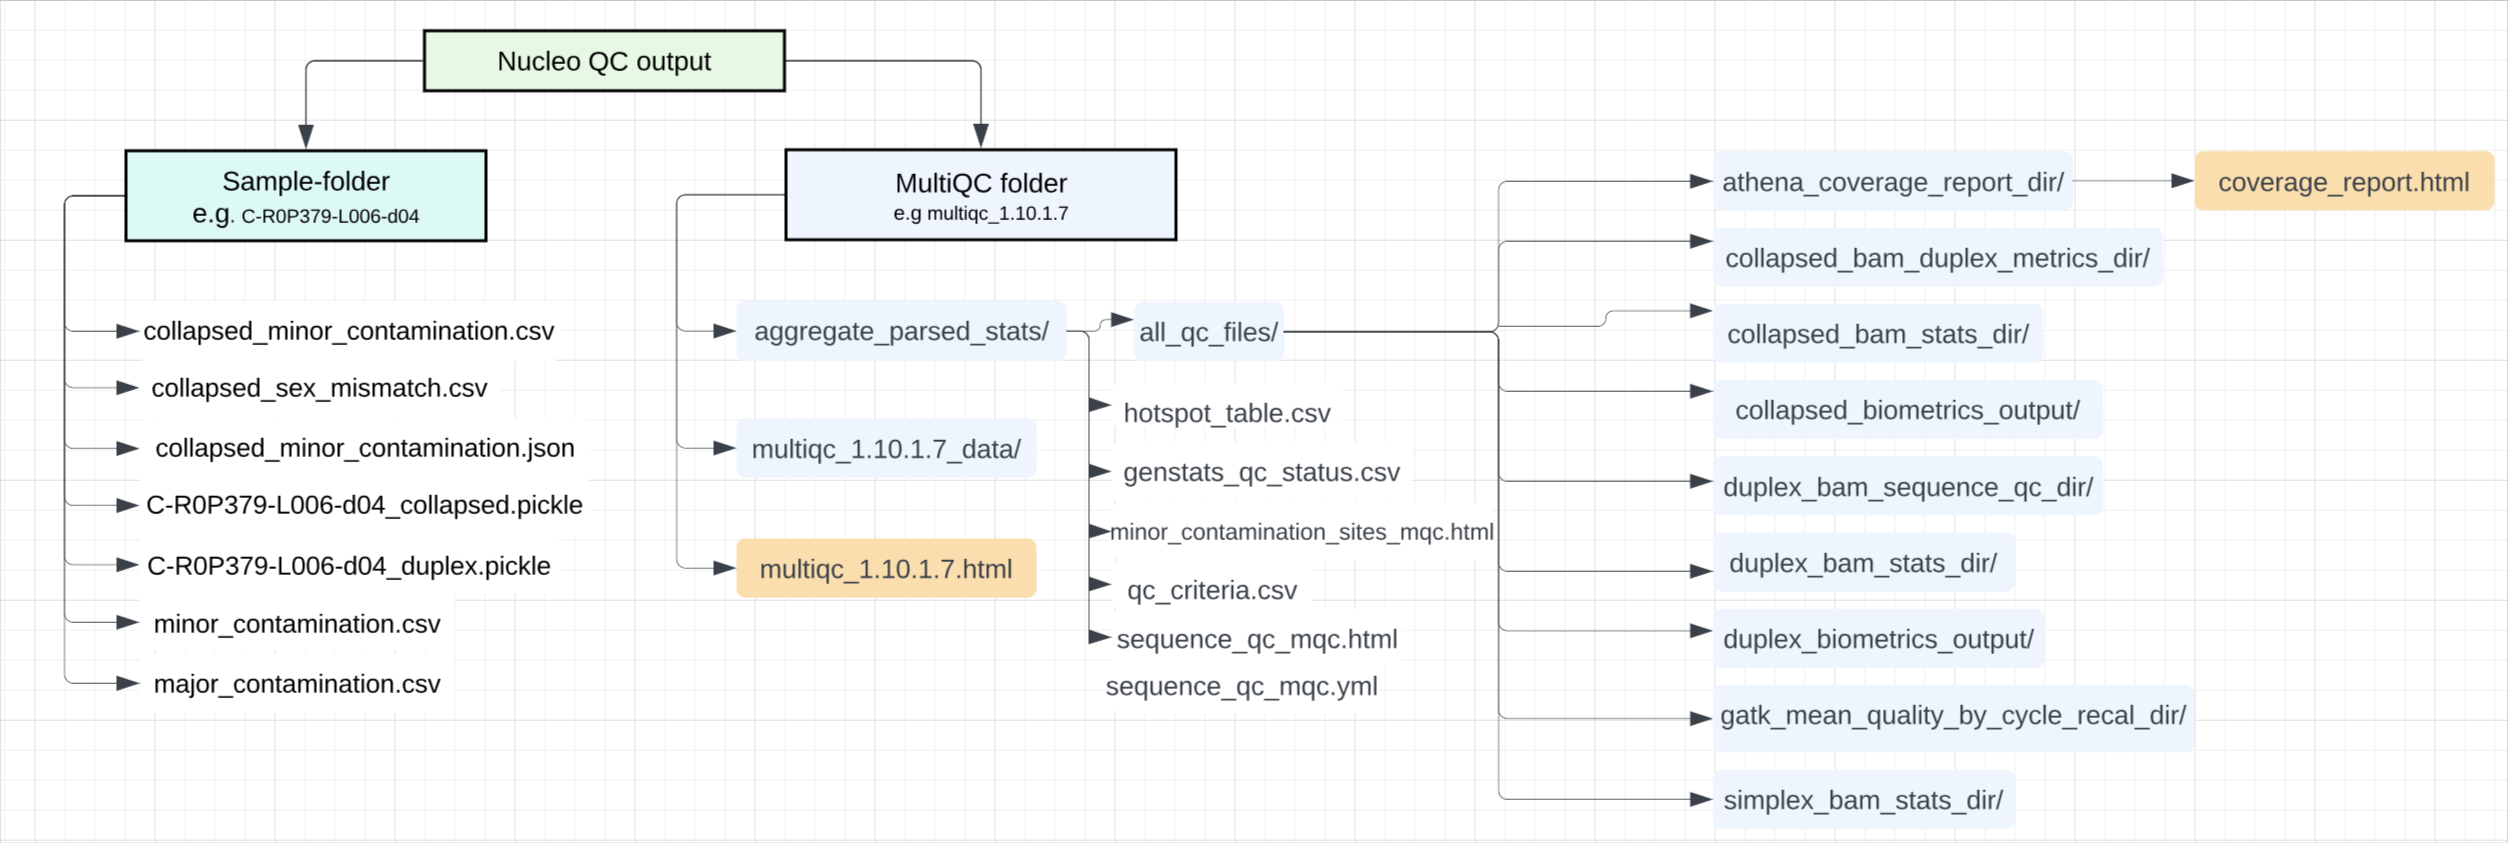 Nucleo QC output
Sample-folder
e.g. C-R0P379-L006-d04
collapsed_minor_contamination.csv
collapsed_sex_mismatch.csv
collapsed_minor_contamination.json
C-R0P379-L006-d04_collapsed.pickle
C-R0P379-L006-d04_duplex.pickle
minor_contamination.csv
major_contamination.csv
MultiQC folder
e.g multiqc_1.10.1.7
aggregate_parsed_stats/
multiqc_1.10.1.7_data/
multiqc_1.10.1.7.html
all_qc_files/
hotspot_table.csv
genstats_qc_status.csv
minor_contamination_sites_mqc.html
qc_criteria.csv
sequence_qc_mqc.html
sequence_qc_mqc.yml
athena_coverage_report_dir/
coverage_report.html
collapsed_bam_duplex_metrics_dir/
collapsed_bam_stats_dir/
collapsed_biometrics_output/
duplex_bam_sequence_qc_dir/
duplex_bam_stats_dir/
duplex_biometrics_output/
gatk_mean_quality_by_cycle_recal_dir/
simplex_bam_stats_dir/